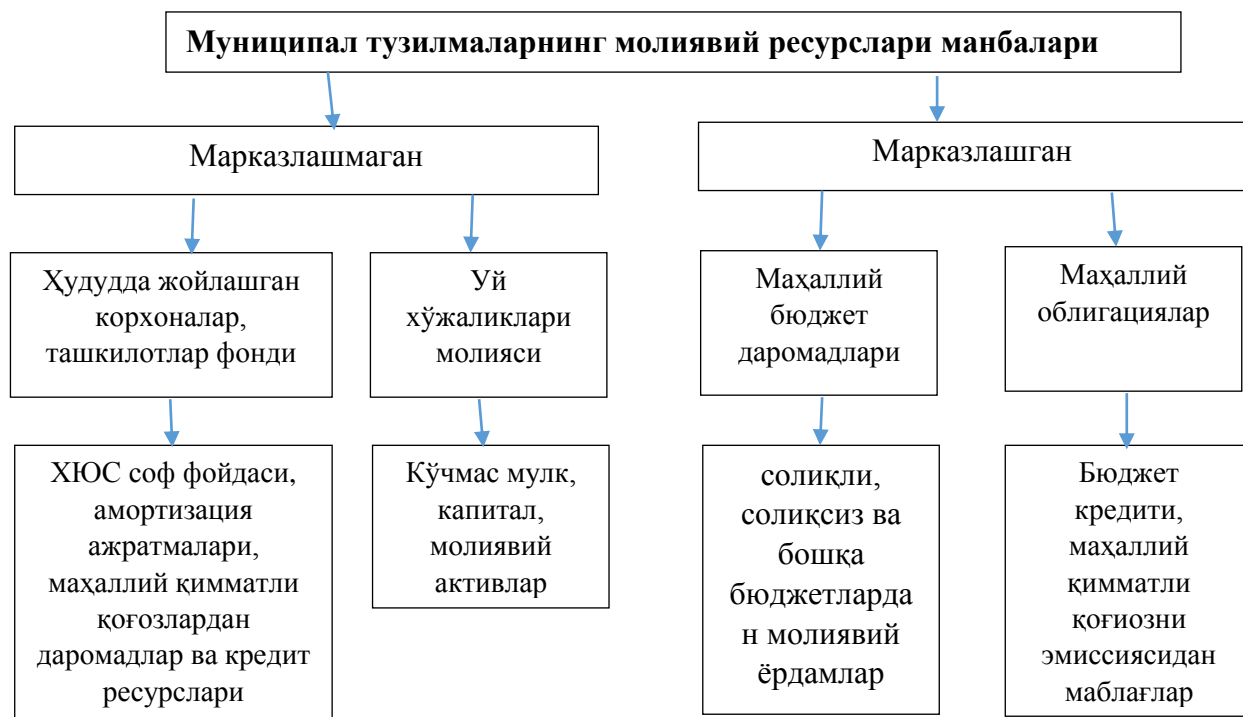 Муниципал тузилмаларнинг молиявий ресурслари манбалари
Марказлашмаган
Марказлашган
Ҳудудда жойлашган
корхоналар,
ташкилотлар фонди
Уй
хўжаликлари
молияси
Маҳаллий
бюджет
даромадлари
Маҳаллий
облигациялар
ХЮС соф фойдаси,
амортизация
ажратмалари,
маҳаллий қимматли
қоғозлардан
даромадлар ва кредит
ресурслари
Кўчмас мулк,
капитал,
молиявий
активлар
солиқли,
солиқсиз ва
бошқа
бюджетларда
н молиявий
ёрдамлар
Бюджет
кредити,
маҳаллий
қимматли
қоғиозни
эмиссиясидан
маблағлар